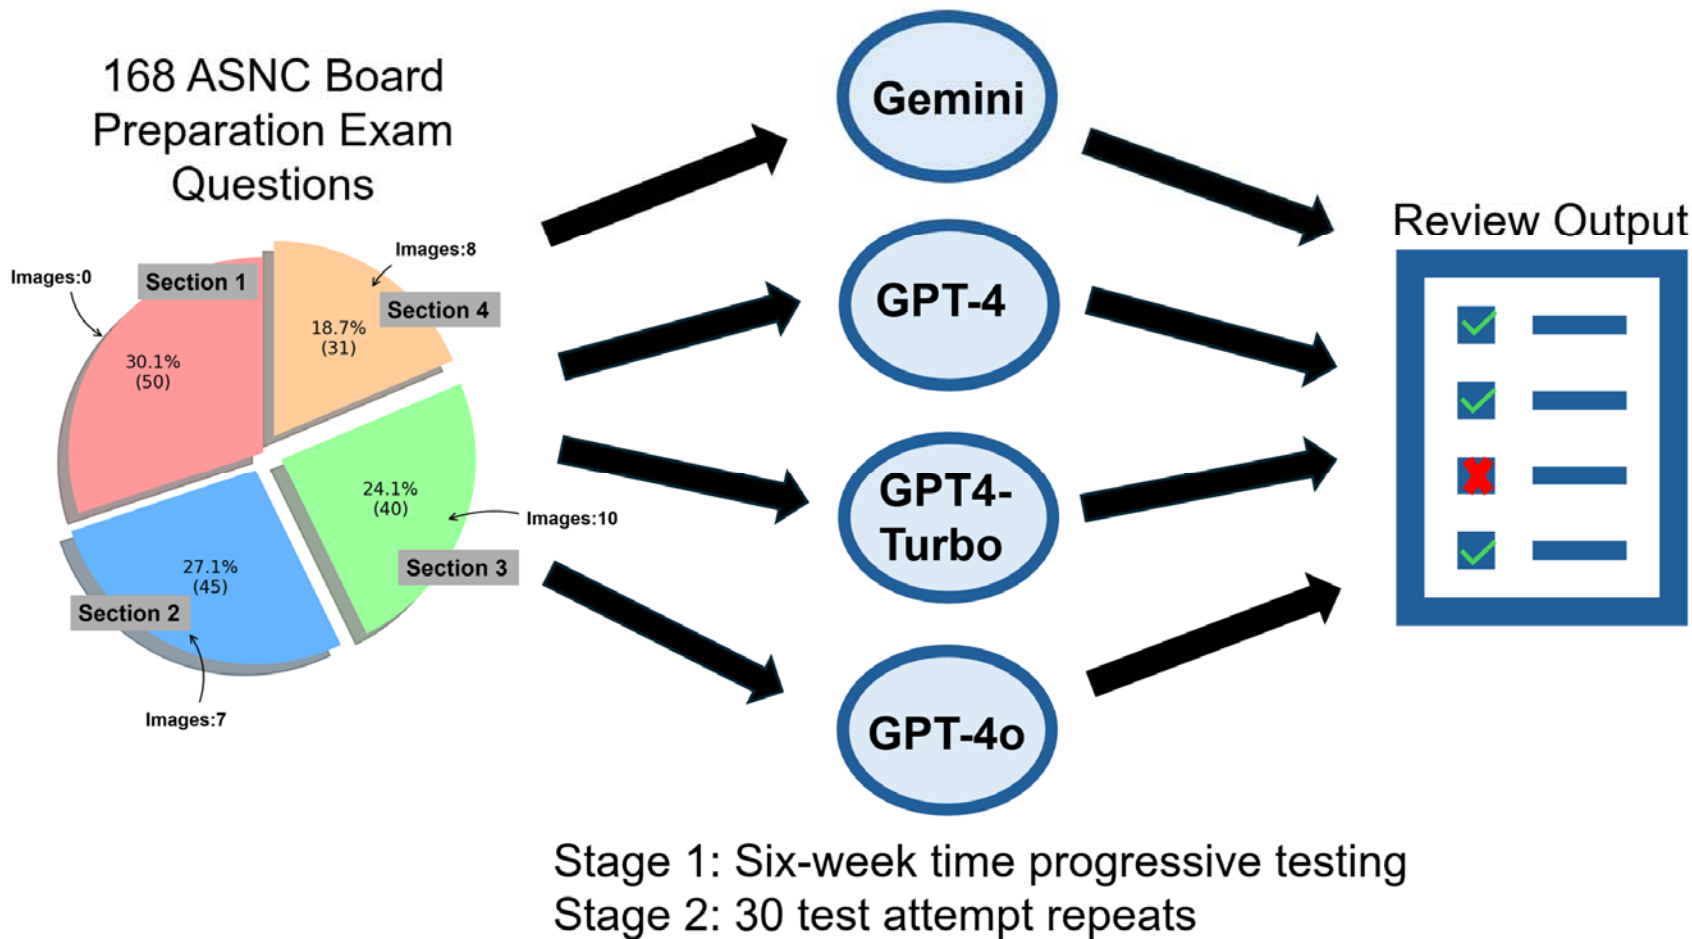 168 ASNC Board
Preparation Exam
Questions
Images:0
Section 1
30.1%
(50)
Images:8
Section 4
18.7%
(31)
24.1%
(40)
Images:10
Section 3
27.1%
(45)
Section 2
Images:7
Gemini
GPT-4
GPT4-
Turbo
GPT-4o
Review Output
Stage 1: Six-week time progressive testing
Stage 2: 30 test attempt repeats